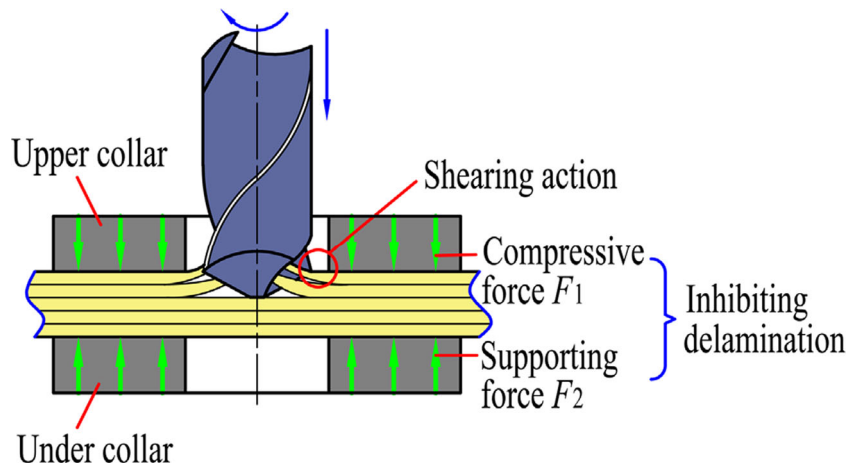 Upper collar
Shearing action
Compressive
force F1
Inhibiting
delamination
Supporting
force F2
Under collar